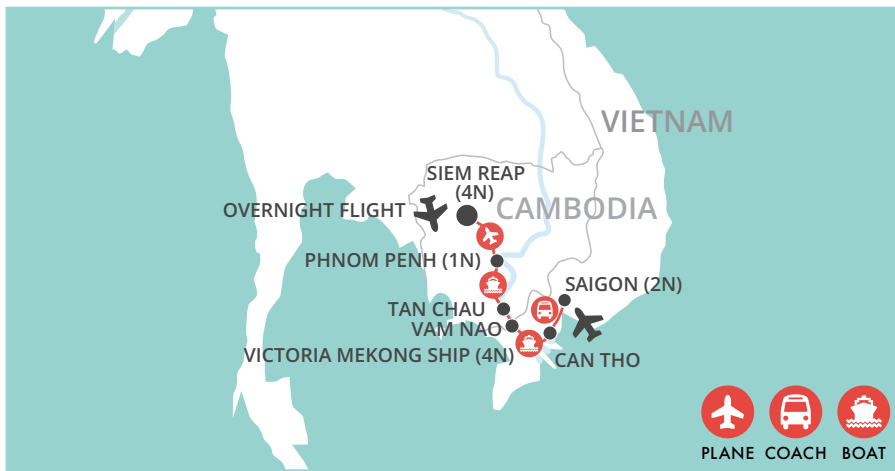 VIETNAM
SIEM REAP
(4N)
CAMBODIA
OVERNIGHT FLIGHT
PHNOM PENH (1N)
SAIGON (2N)
TAN CHAU
VAM NAO
VICTORIA MEKONG SHIP (4N)
CAN THO
PLANE COACH BOAT